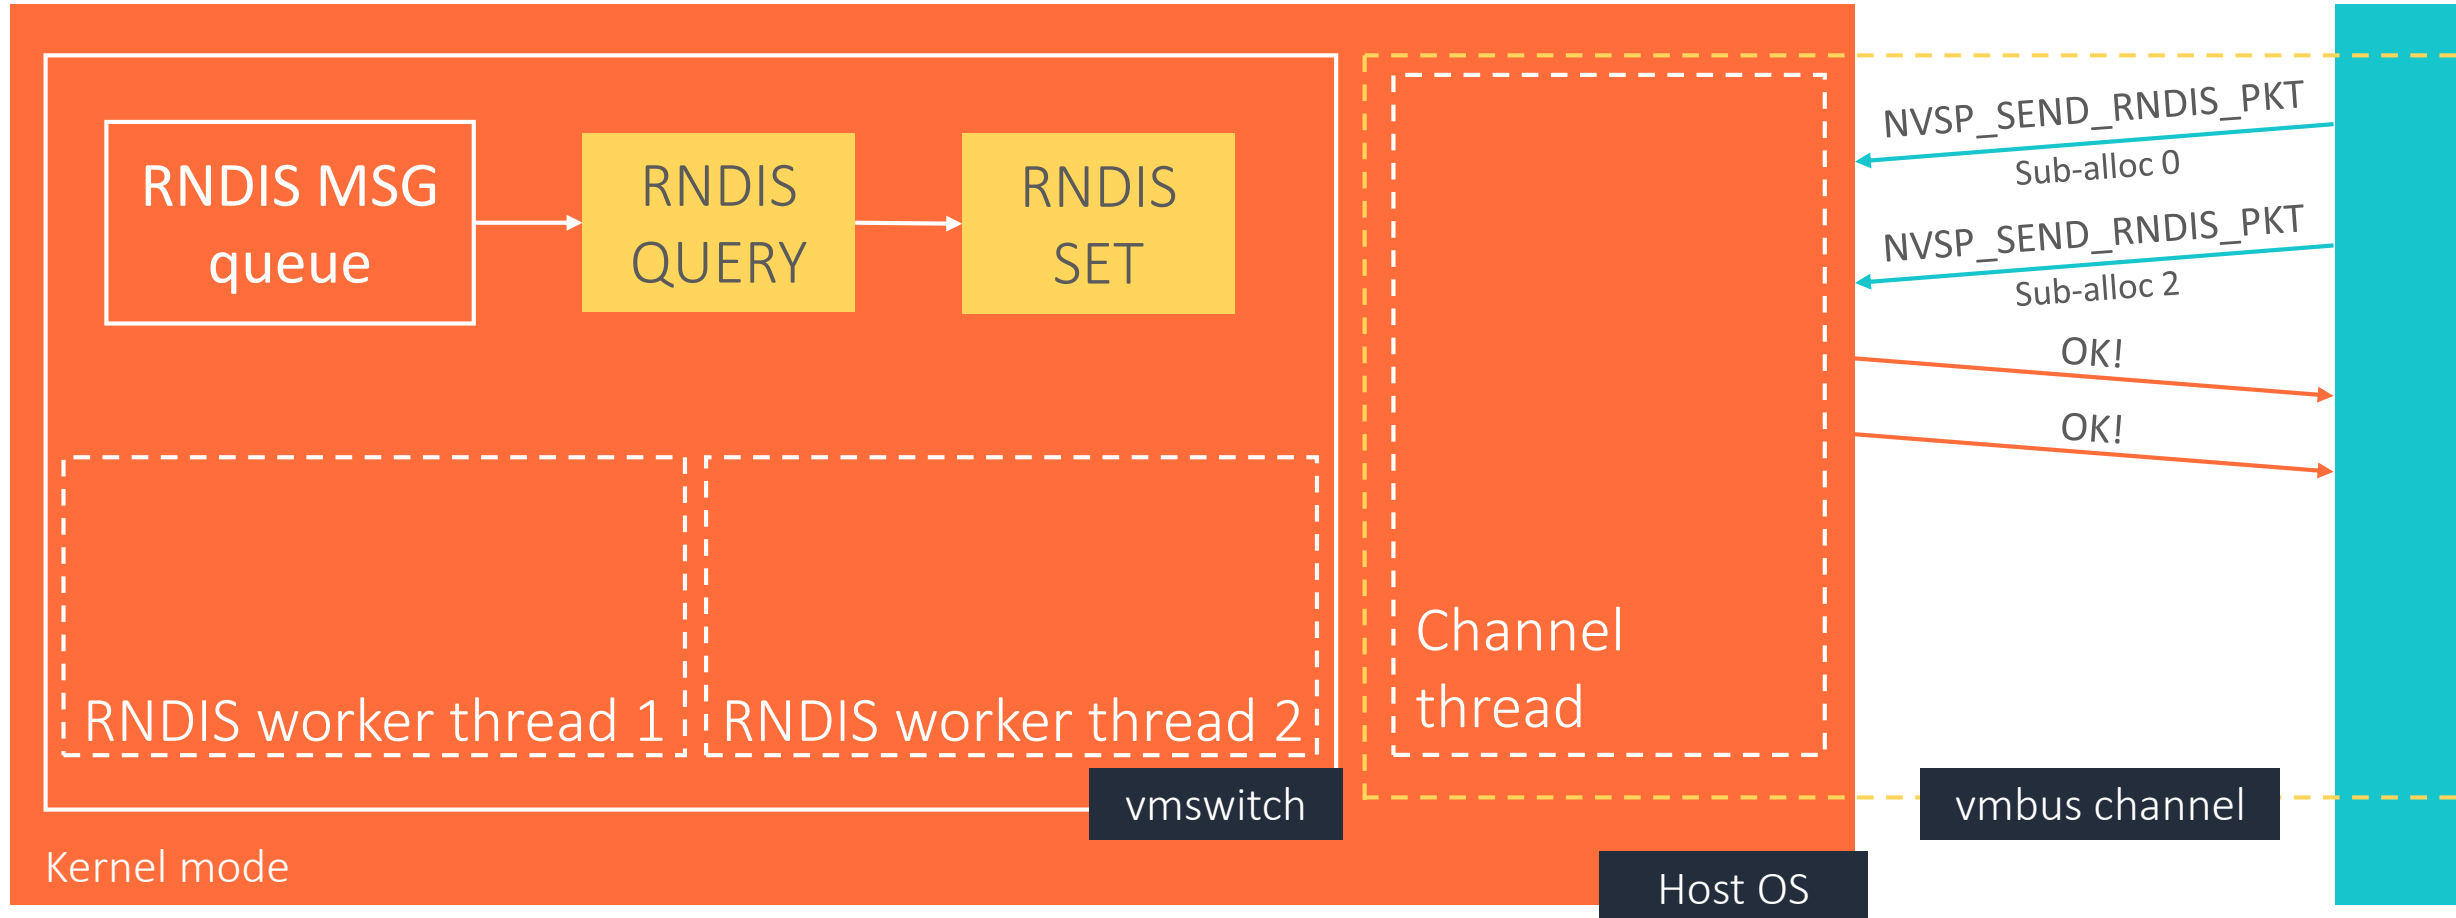 RNDIS MSG
queue
RNDIS
QUERY
RNDIS
SET
RNDIS worker thread 1
RNDIS worker thread 2
vmswitch
Kernel mode
Channel
thread
Host OS
NVSP_SEND_RNDIS_PKT
Sub-alloc 0
NVSP_SEND_RNDIS_PKT
Sub-alloc 2
OK!
OK!
vmbus channel